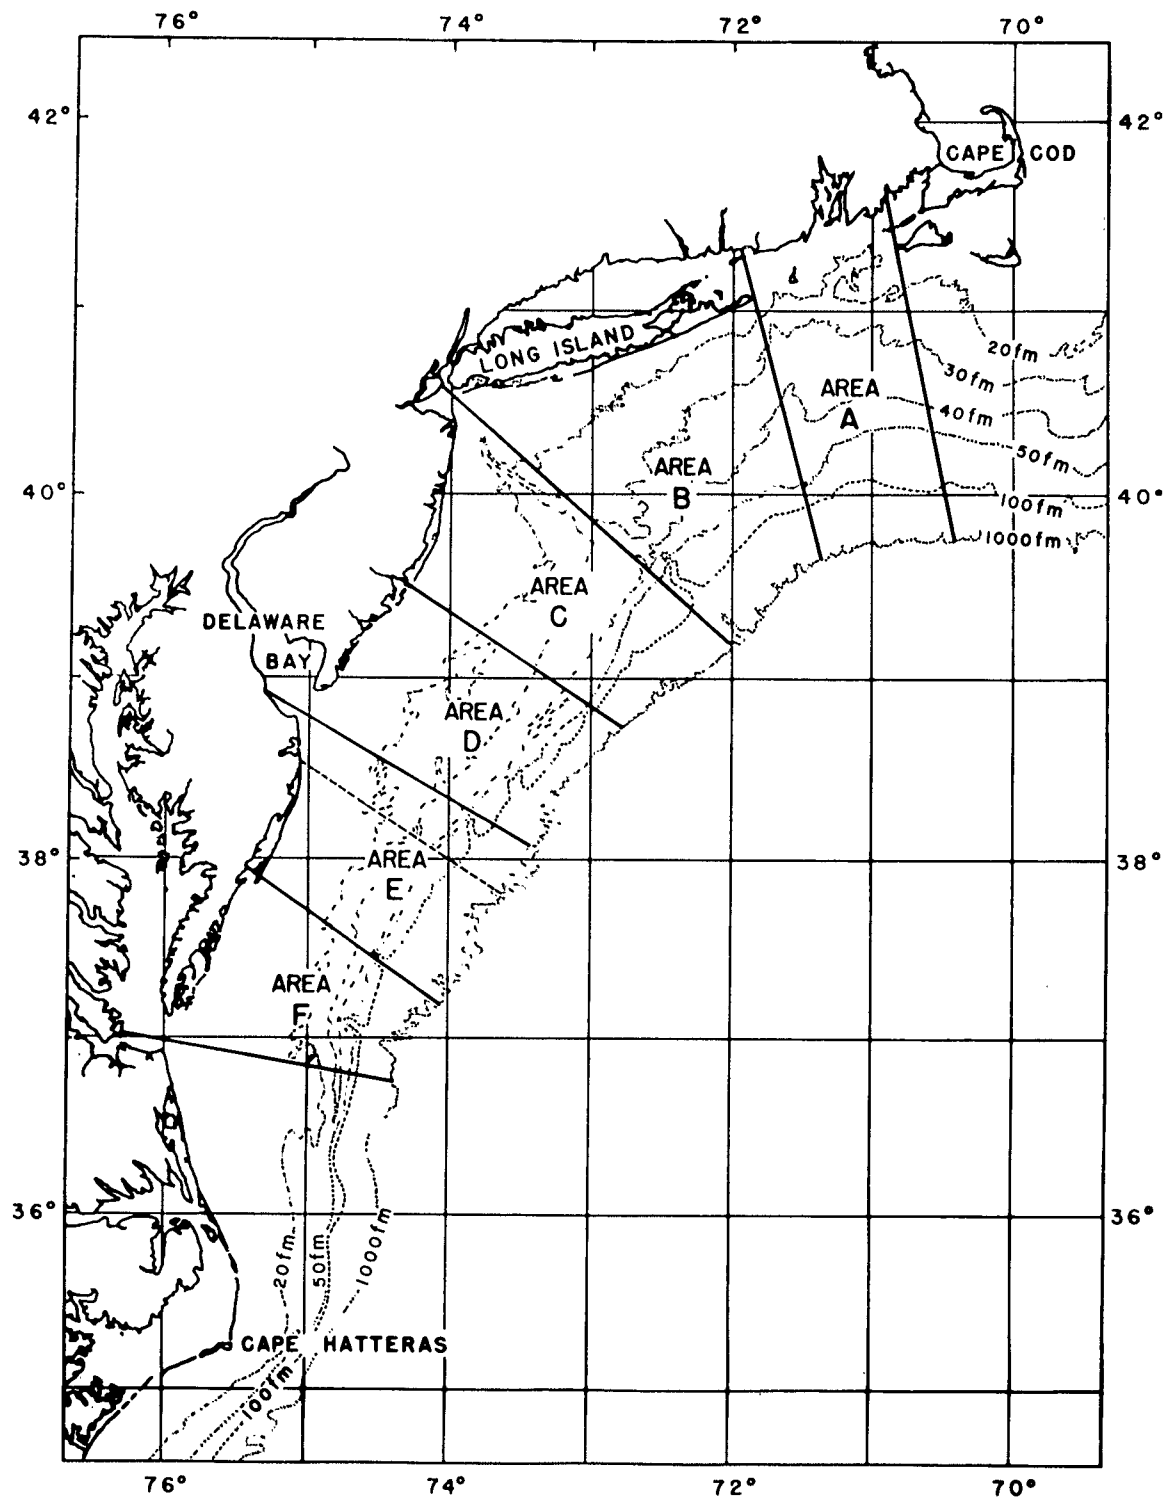 76° 74° 72° 70°
42° 42°
CAPE COD
LONG ISLAND
20fm
30fm
AREA
A
40fm
50fm
AREA
B
40° 40°
100fm
1000fm
AREA
C
DELAWARE
BAY
AREA
D
38° 38°
AREA
E
AREA
F
36° 36°
20fm
50fm
1000fm
CAPE HATTERAS
100fm
76° 74° 72° 70°